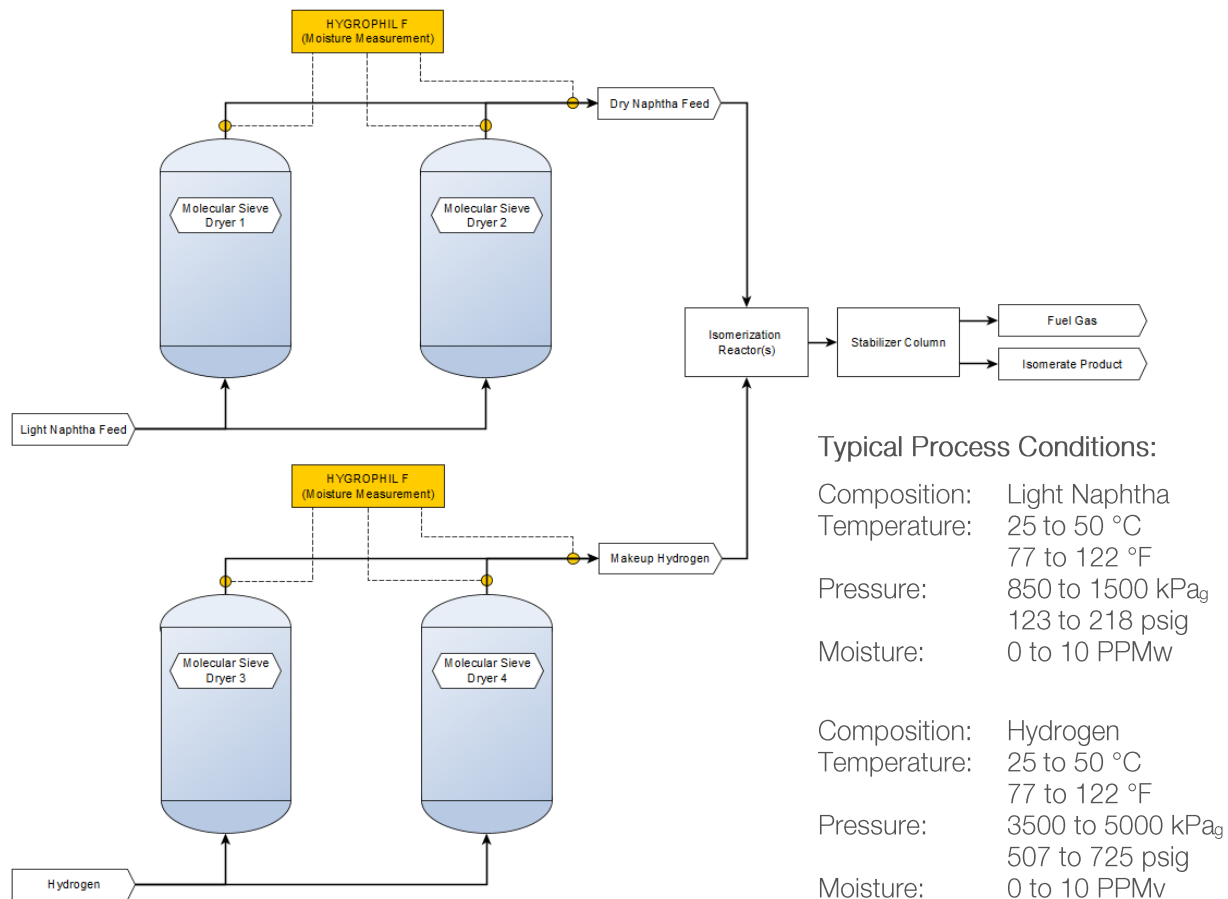 HYGROPHIL F
(Moisture Measurement)
Dry Naphtha Feed
Molecular Sieve
Dryer 1
Molecular Sieve
Dryer 2
Isomerization
Reactor(s)
Stabilizer Column
Fuel Gas
Isomerate Product
Light Naphtha Feed
HYGROPHIL F
(Moisture Measurement)
Makeup Hydrogen
Molecular Sieve
Dryer 3
Molecular Sieve
Dryer 4
Hydrogen
Typical Process Conditions:
Composition: Light Naphtha
Temperature: 25 to 50 °C
77 to 122 °F
Pressure: 850 to 1500 kPag
123 to 218 psig
Moisture: 0 to 10 PPMw
Composition: Hydrogen
Temperature: 25 to 50 °C
77 to 122 °F
Pressure: 3500 to 5000 kPag
507 to 725 psig
Moisture: 0 to 10 PPMv